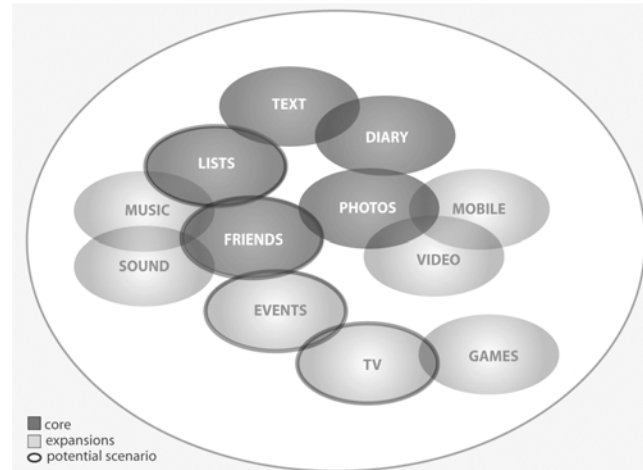 TEXT
DIARY
LISTS
PHOTOS
MUSIC
MOBILE
FRIENDS
SOUND
VIDEO
EVENTS
TV
GAMES
core
expansions
potential scenario